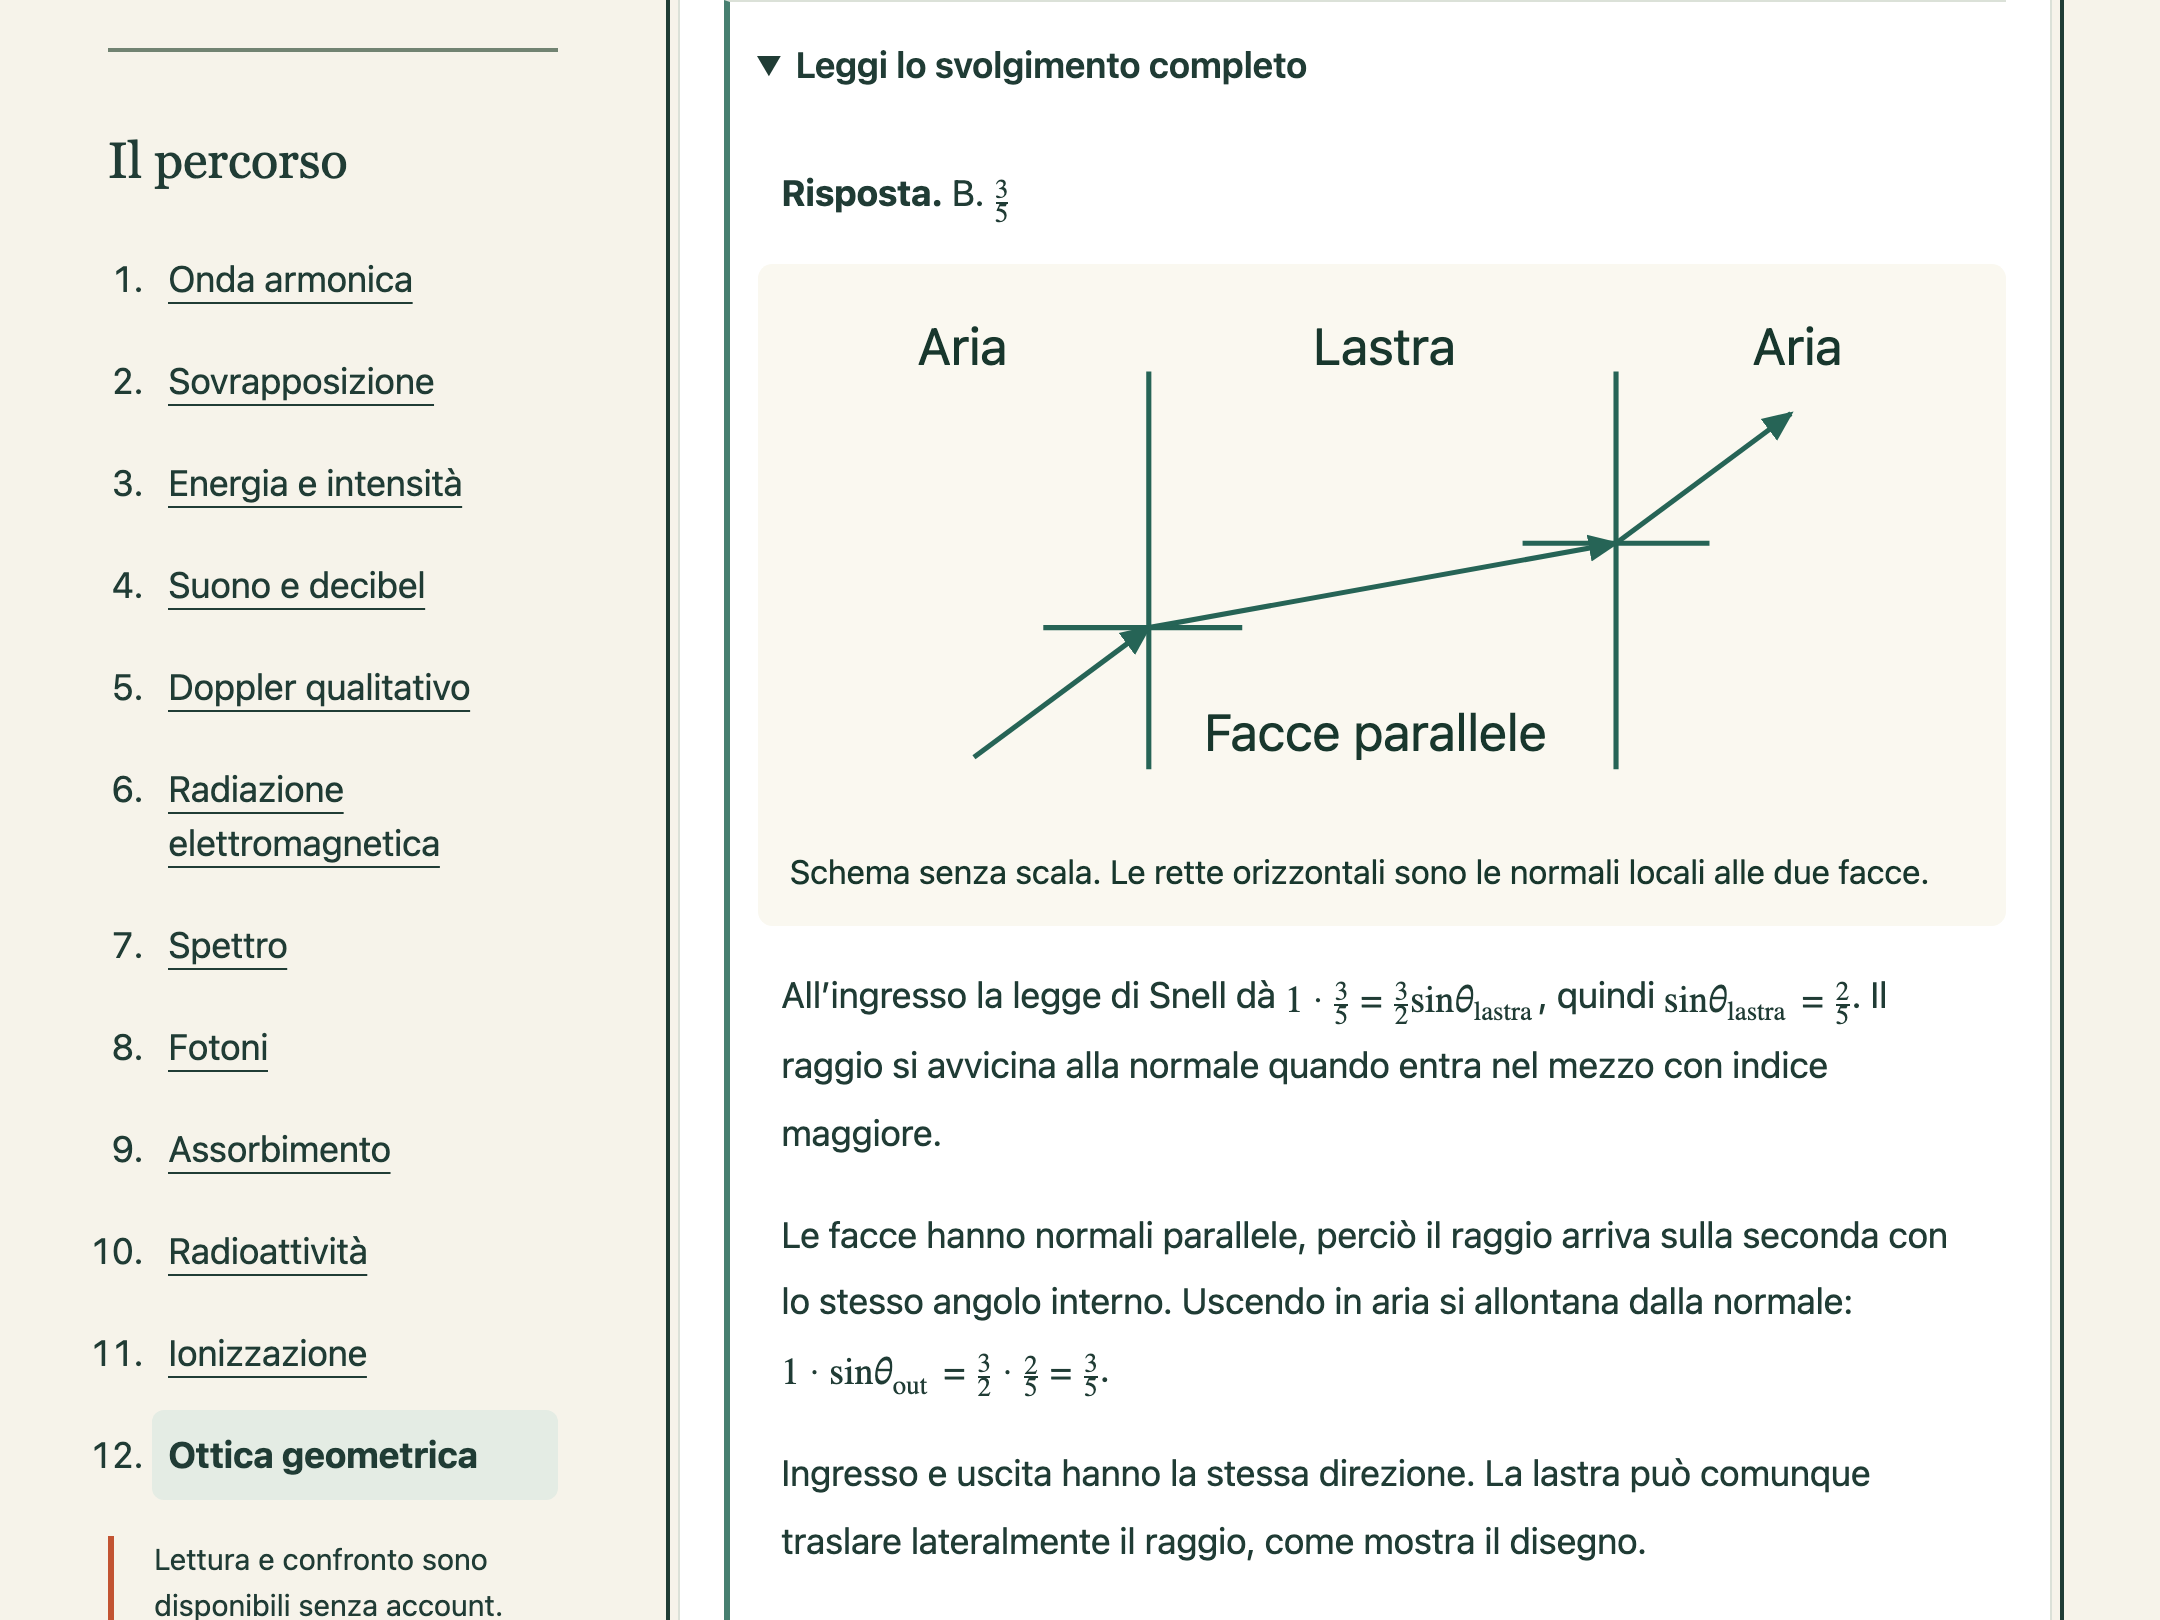 Il percorso
1. Onda armonica
2. Sovrapposizione
3. Energia e intensità
4. Suono e decibel
5. Doppler qualitativo
6. Radiazione
elettromagnetica
7. Spettro
8. Fotoni
9. Assorbimento
10. Radioattività
11. Ionizzazione
12. Ottica geometrica
Lettura e confronto sono
disponibili senza account.
▼ Leggi lo svolgimento completo
Risposta. B. 3/5
Aria Lastra Aria
Facce parallele
Schema senza scala. Le rette orizzontali sono le normali locali alle due facce.
All’ingresso la legge di Snell dà 1 · 3/5 = 3/2 sinθ_lastra, quindi sinθ_lastra = 2/5. Il
raggio si avvicina alla normale quando entra nel mezzo con indice
maggiore.
Le facce hanno normali parallele, perciò il raggio arriva sulla seconda con
lo stesso angolo interno. Uscendo in aria si allontana dalla normale:
1 · sinθ_out = 3/2 · 2/5 = 3/5.
Ingresso e uscita hanno la stessa direzione. La lastra può comunque
traslare lateralmente il raggio, come mostra il disegno.